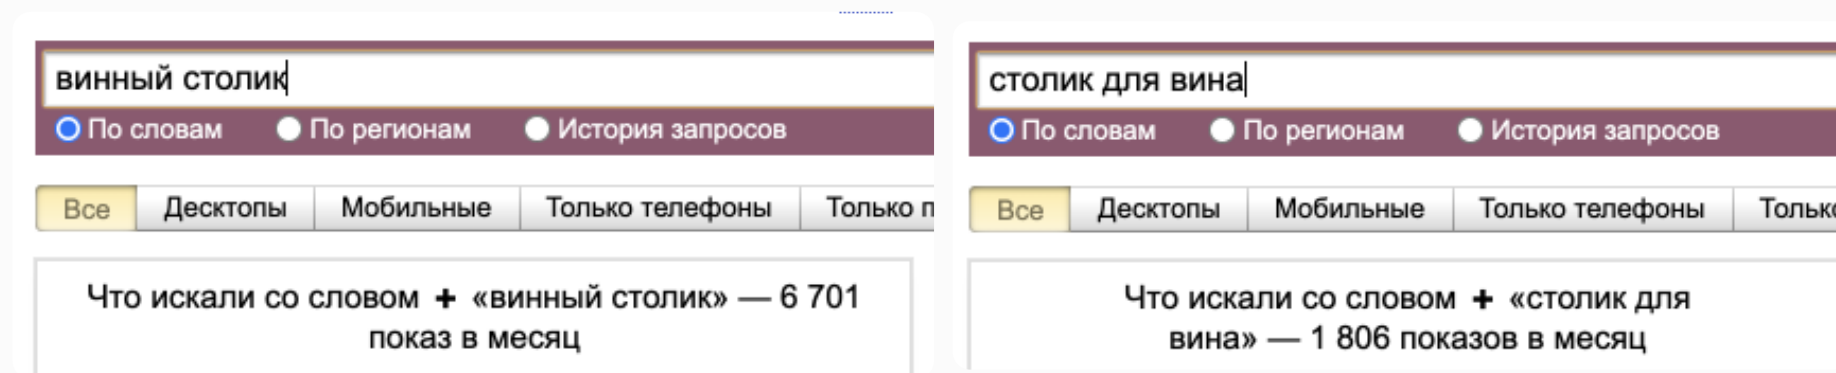 винный столик
По словам По регионам История запросов
Все Десктопы Мобильные Только телефоны Только п
Что искали со словом + «винный столик» — 6 701
показ в месяц
столик для вина
По словам По регионам История запросов
Все Десктопы Мобильные Только телефоны Только
Что искали со словом + «столик для
вина» — 1 806 показов в месяц